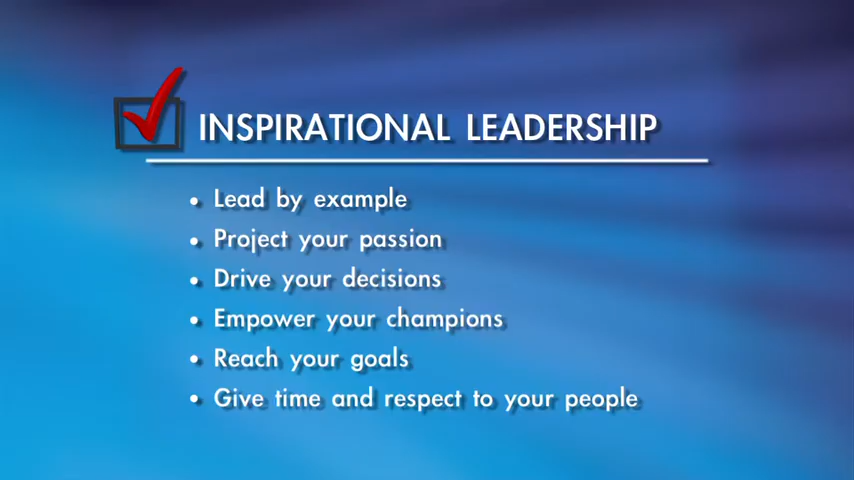 INSPIRATIONAL LEADERSHIP
• Lead by example
• Project your passion
• Drive your decisions
• Empower your champions
• Reach your goals
• Give time and respect to your people